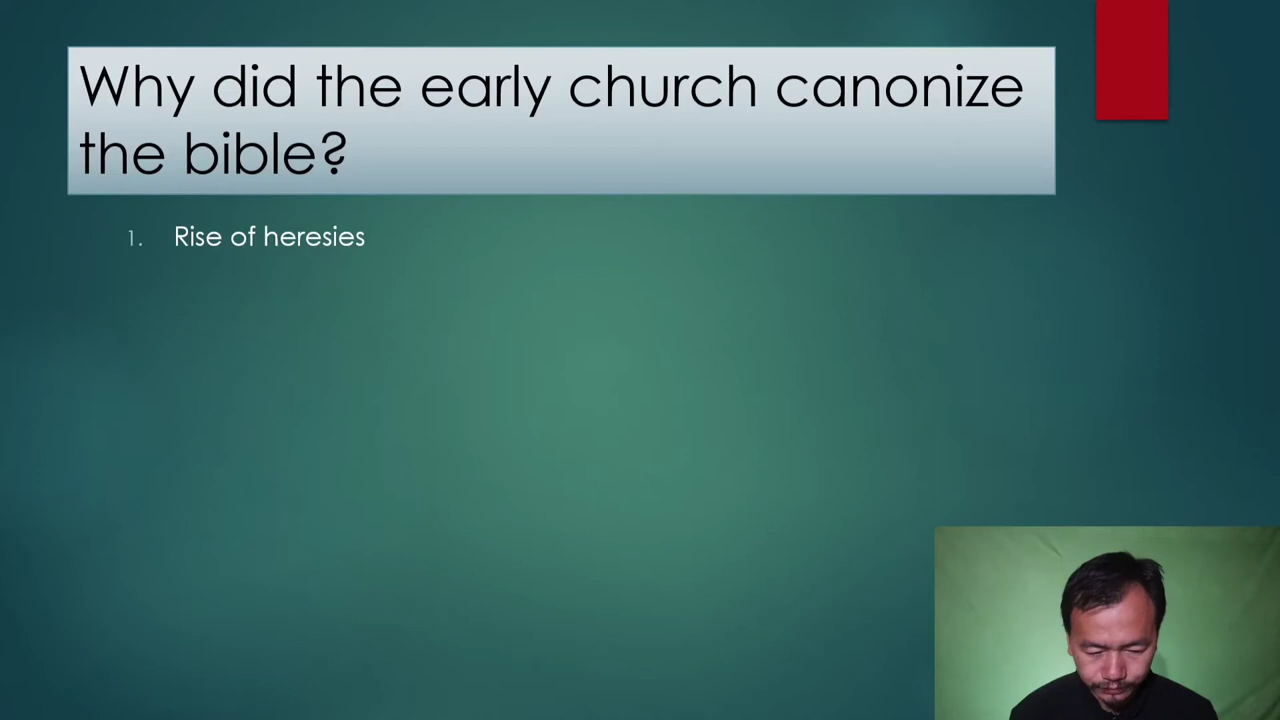 Why did the early church canonize
the bible?
1. Rise of heresies